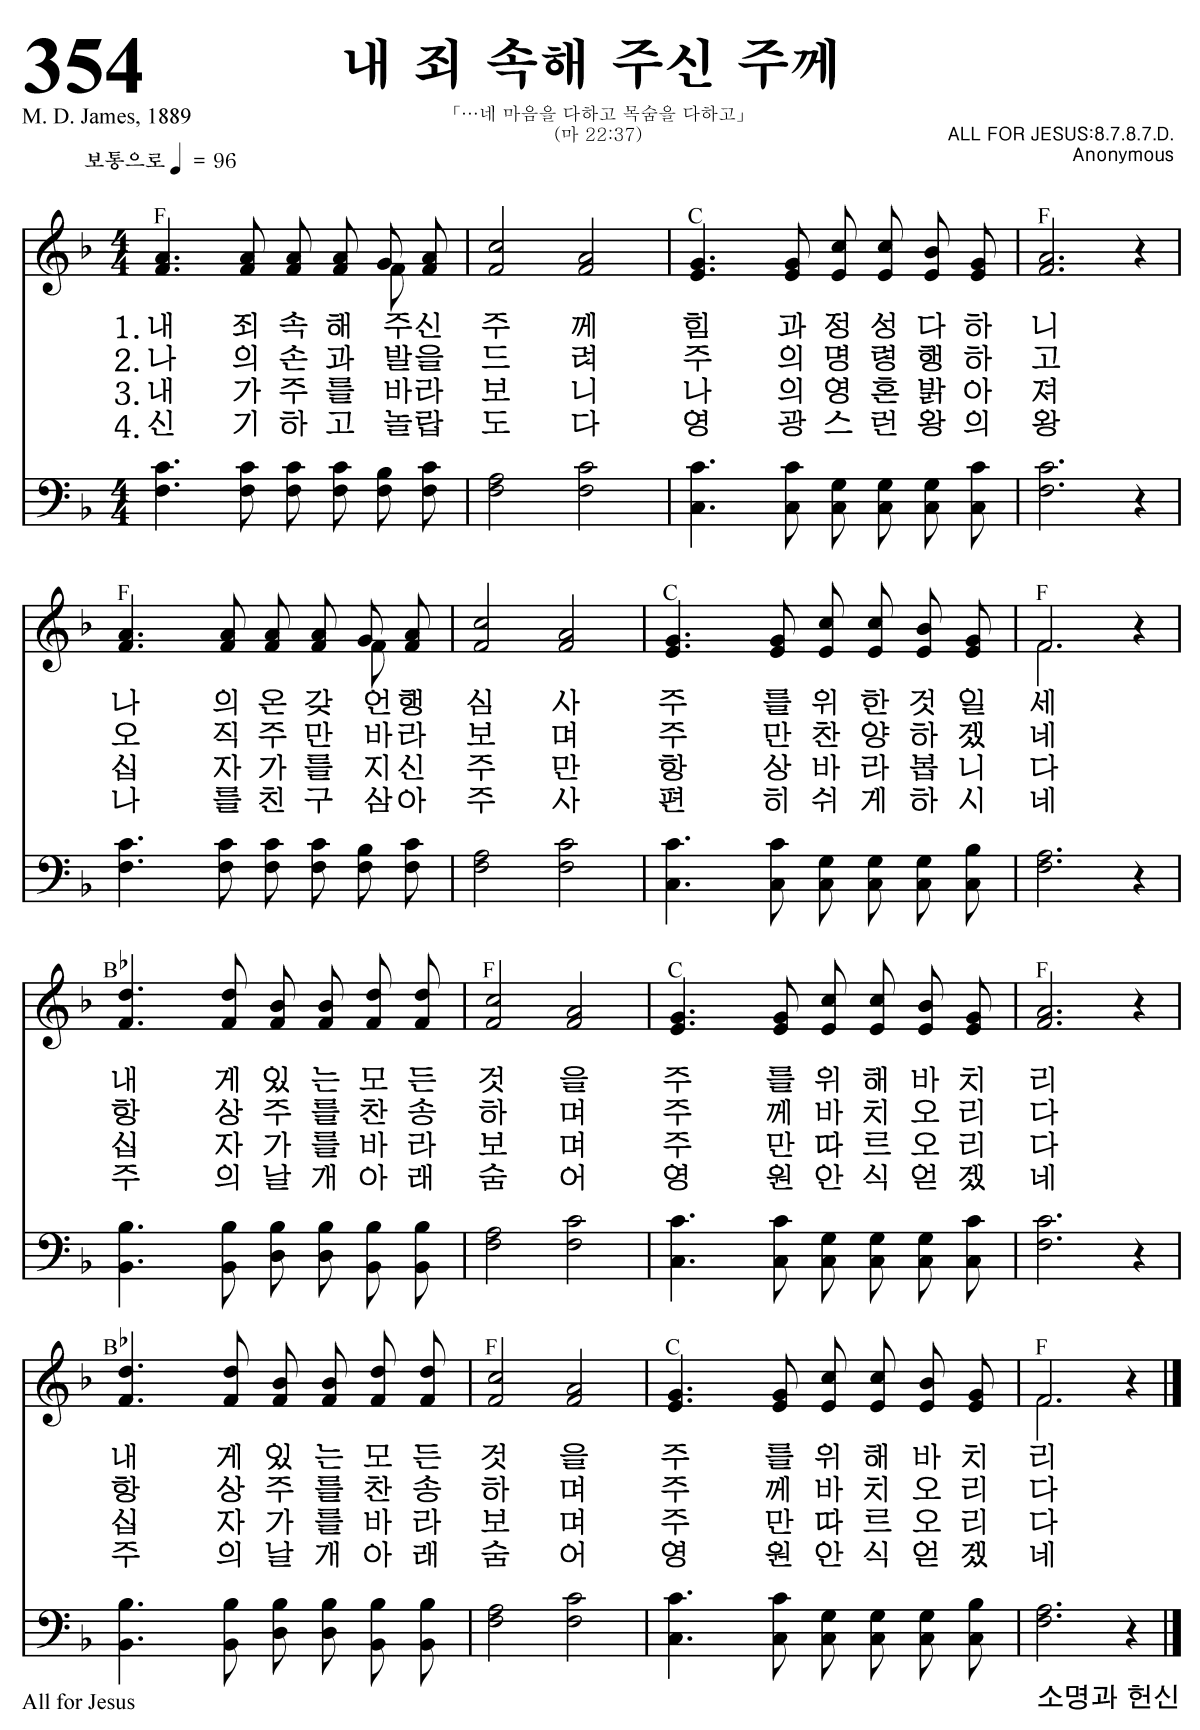 354
내 죄 속해 주신 주께
M. D. James, 1889
「…네 마음을 다하고 목숨을 다하고」
(마 22:37)
ALL FOR JESUS:8.7.8.7.D.
Anonymous
보통으로 ♩ = 96
F C F
1. 내 죄 속 해 주신 주 께 힘 과 정 성 다 하 니
2. 나 의 손 과 발을 드 려 주 의 명 령 행 하 고
3. 내 가 주 를 바라 보 니 나 의 영 혼 밝 아 져
4. 신 기 하 고 놀랍 도 다 영 광 스 런 왕 의 왕
F C F
나 의 온 갖 언행 심 사 주 를 위 한 것 일 세
오 직 주 만 바라 보 며 주 만 찬 양 하 겠 네
십 자 가 를 지신 주 만 항 상 바 라 봅 니 다
나 를 친 구 삼아 주 사 편 히 쉬 게 하 시 네
B♭ F C F
내 게 있 는 모 든 것 을 주 를 위 해 바 치 리
항 상 주 를 찬 송 하 며 주 께 바 치 오 리 다
십 자 가 를 바 라 보 며 주 만 따 르 오 리 다
주 의 날 개 아 래 숨 어 영 원 안 식 얻 겠 네
B♭ F C F
내 게 있 는 모 든 것 을 주 를 위 해 바 치 리
항 상 주 를 찬 송 하 며 주 께 바 치 오 리 다
십 자 가 를 바 라 보 며 주 만 따 르 오 리 다
주 의 날 개 아 래 숨 어 영 원 안 식 얻 겠 네
All for Jesus
소명과 헌신